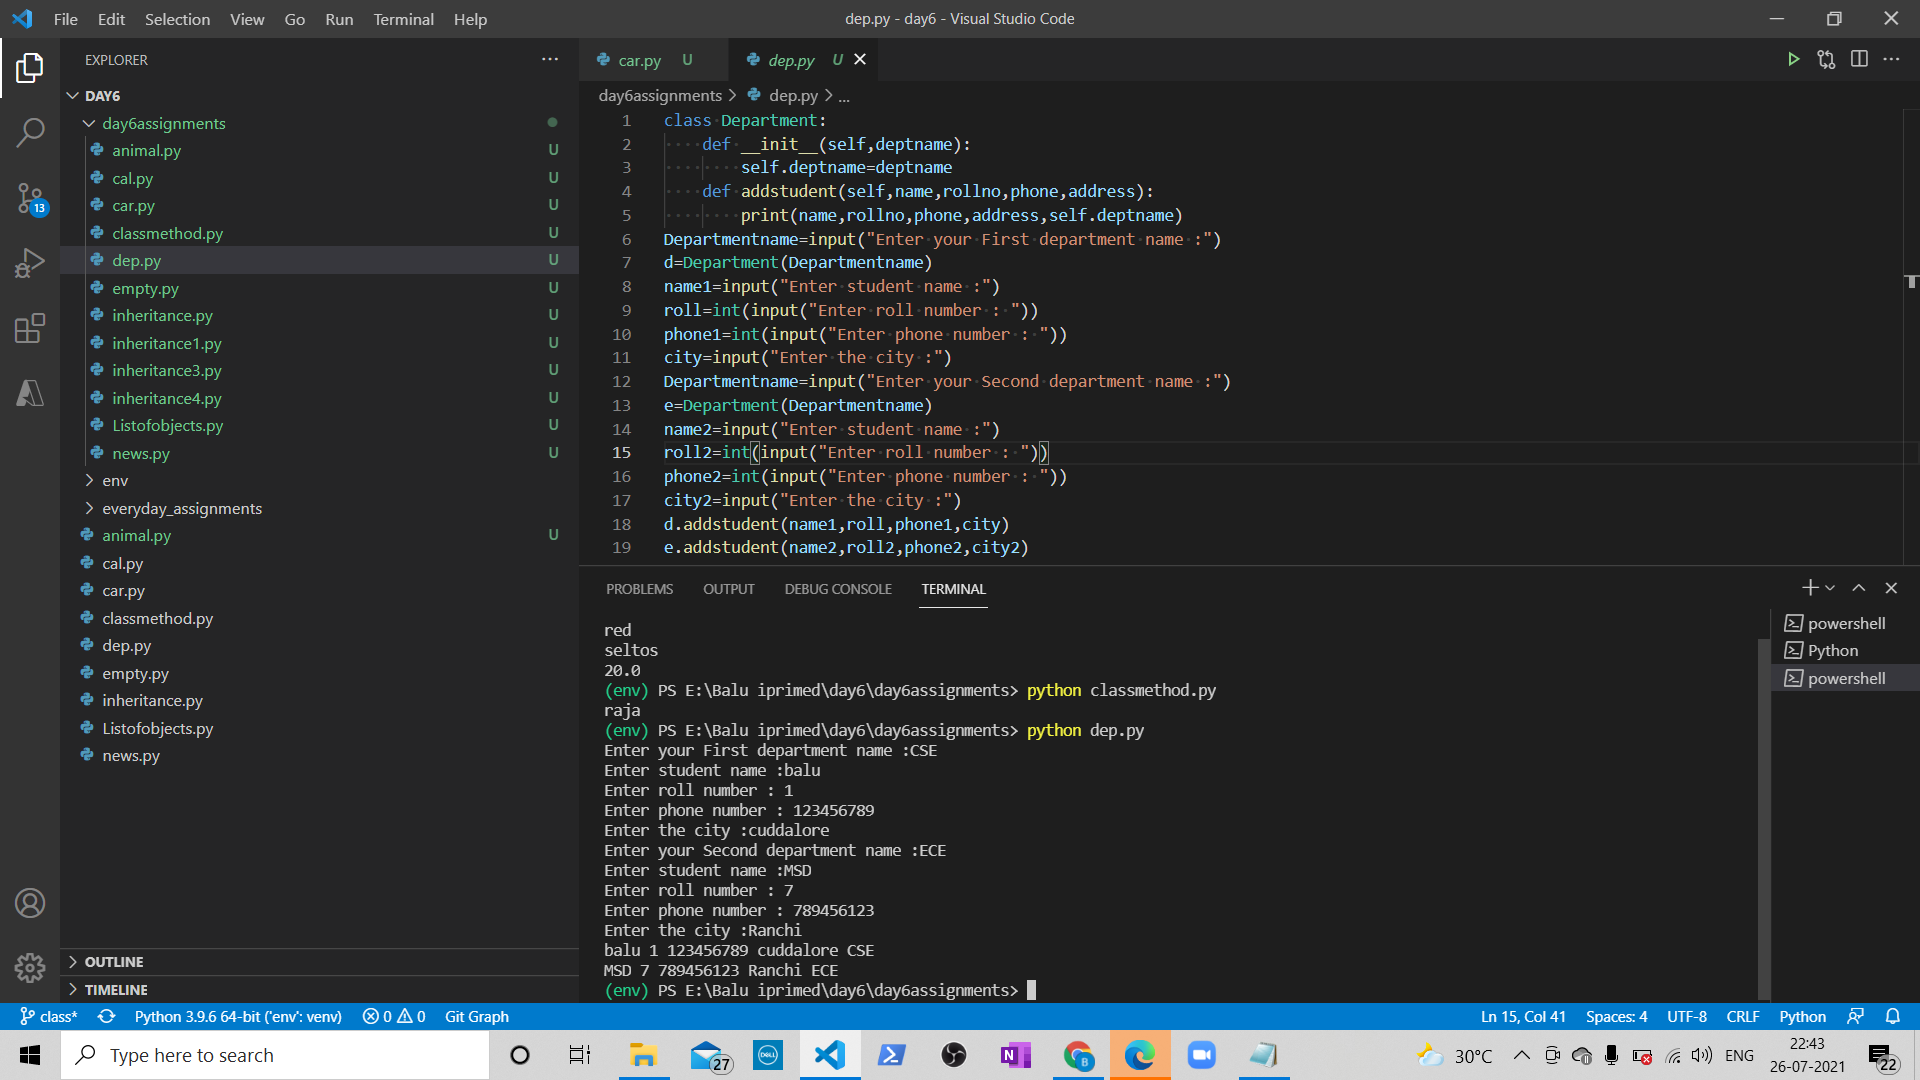 File Edit Selection View Go Run Terminal Help
dep.py - day6 - Visual Studio Code
EXPLORER
DAY6
day6assignments
animal.py U
cal.py U
car.py U
classmethod.py U
dep.py U
empty.py U
inheritance.py U
inheritance1.py U
inheritance3.py U
inheritance4.py U
Listofobjects.py U
news.py U
env
everyday_assignments
animal.py U
cal.py
car.py
classmethod.py
dep.py
empty.py
inheritance.py
Listofobjects.py
news.py
OUTLINE
TIMELINE
13
car.py U
dep.py U
day6assignments > dep.py > ...
1 class Department:
2 def __init__(self,deptname):
3 self.deptname=deptname
4 def addstudent(self,name,rollno,phone,address):
5 print(name,rollno,phone,address,self.deptname)
6 Departmentname=input("Enter your First department name :")
7 d=Department(Departmentname)
8 name1=input("Enter student name :")
9 roll=int(input("Enter roll number : "))
10 phone1=int(input("Enter phone number : "))
11 city=input("Enter the city :")
12 Departmentname=input("Enter your Second department name :")
13 e=Department(Departmentname)
14 name2=input("Enter student name :")
15 roll2=int(input("Enter roll number : "))
16 phone2=int(input("Enter phone number : "))
17 city2=input("Enter the city :")
18 d.addstudent(name1,roll,phone1,city)
19 e.addstudent(name2,roll2,phone2,city2)
PROBLEMS OUTPUT DEBUG CONSOLE TERMINAL
red
seltos
20.0
(env) PS E:\Balu iprimed\day6\day6assignments> python classmethod.py
raja
(env) PS E:\Balu iprimed\day6\day6assignments> python dep.py
Enter your First department name :CSE
Enter student name :balu
Enter roll number : 1
Enter phone number : 123456789
Enter the city :cuddalore
Enter your Second department name :ECE
Enter student name :MSD
Enter roll number : 7
Enter phone number : 789456123
Enter the city :Ranchi
balu 1 123456789 cuddalore CSE
MSD 7 789456123 Ranchi ECE
(env) PS E:\Balu iprimed\day6\day6assignments>
powershell
Python
powershell
class* Python 3.9.6 64-bit ('env': venv) 0 0 Git Graph
Ln 15, Col 41 Spaces: 4 UTF-8 CRLF Python
Type here to search
27
DELL
N
B
30°C
ENG
22:43
26-07-2021
22